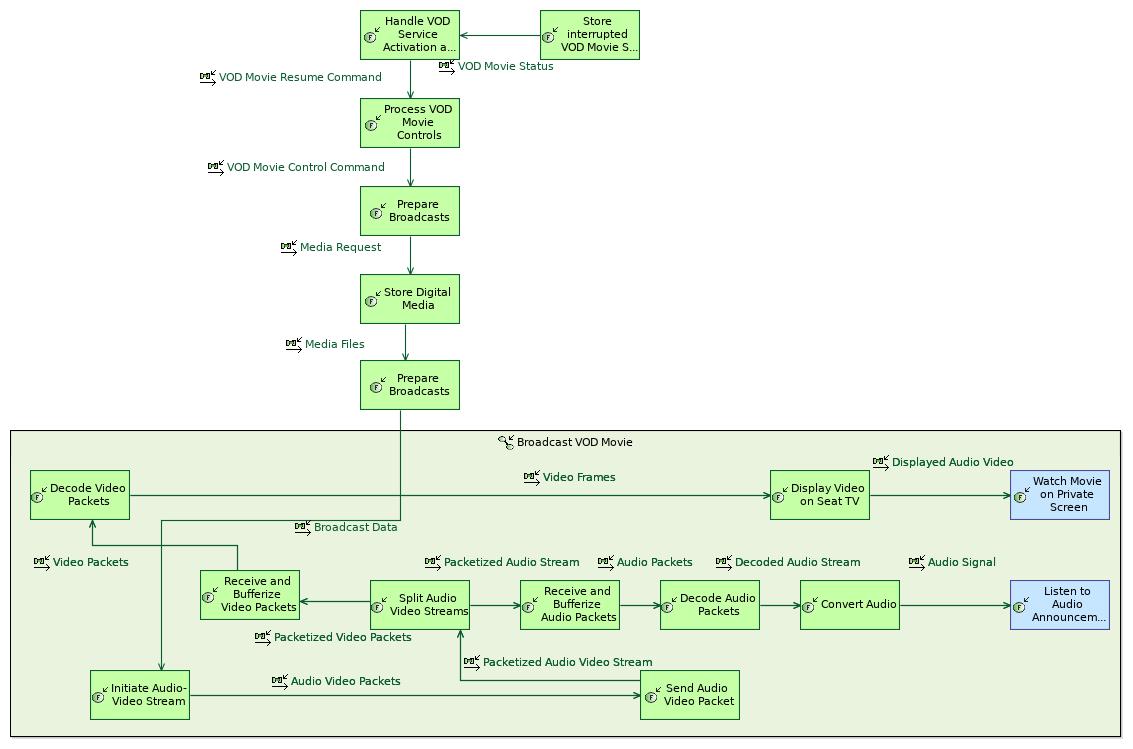 Handle VOD
Service
Activation a...
Store
interrupted
VOD Movie S...
VOD Movie Status
VOD Movie Resume Command
Process VOD
Movie
Controls
VOD Movie Control Command
Prepare
Broadcasts
Media Request
Store Digital
Media
Media Files
Prepare
Broadcasts
Broadcast VOD Movie
Displayed Audio Video
Video Frames
Decode Video
Packets
Display Video
on Seat TV
Watch Movie
on Private
Screen
Broadcast Data
Video Packets
Packetized Audio Stream
Audio Packets
Decoded Audio Stream
Audio Signal
Receive and
Bufferize
Video Packets
Split Audio
Video Streams
Receive and
Bufferize
Audio Packets
Decode Audio
Packets
Convert Audio
Listen to
Audio
Announcem...
Packetized Video Packets
Packetized Audio Video Stream
Audio Video Packets
Initiate Audio-
Video Stream
Send Audio
Video Packet